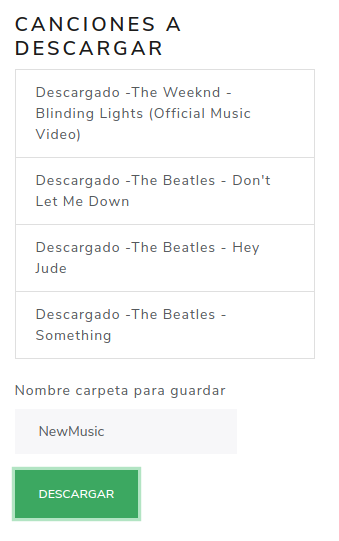 CANCIONES A
DESCARGAR
Descargado -The Weeknd -
Blinding Lights (Official Music
Video)
Descargado -The Beatles - Don't
Let Me Down
Descargado -The Beatles - Hey
Jude
Descargado -The Beatles -
Something
Nombre carpeta para guardar
NewMusic
DESCARGAR